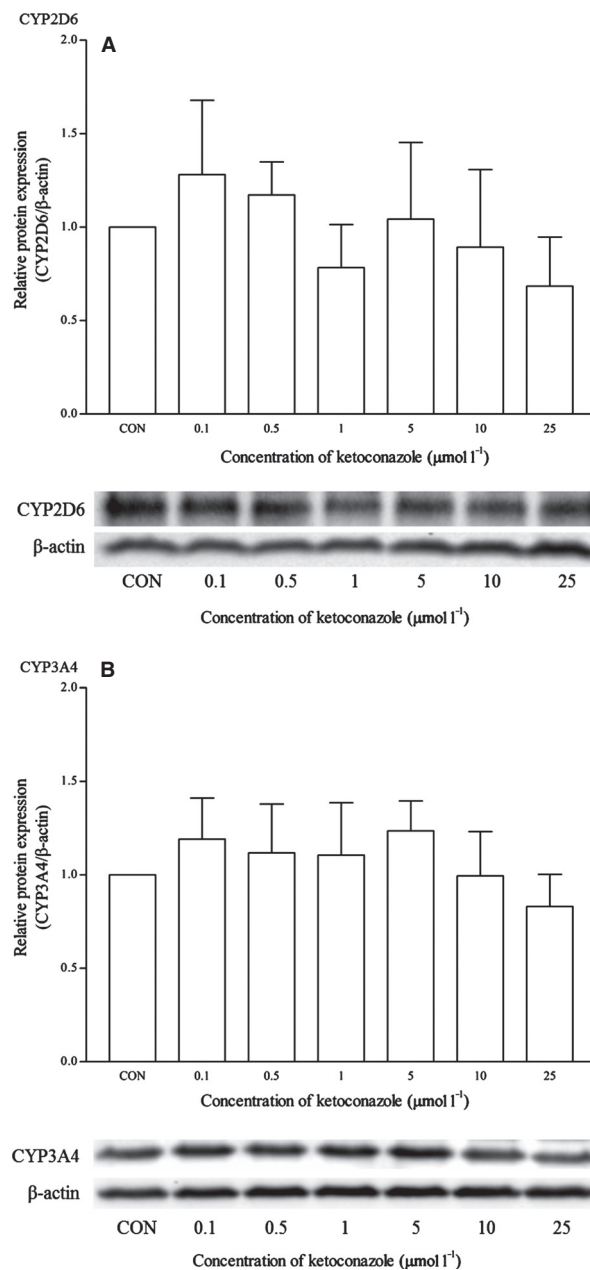 CYP2D6
A
2.0
1.5
1.0
0.5
0.0
Relative protein expression
(CYP2D6/β-actin)
CON 0.1 0.5 1 5 10 25
Concentration of ketoconazole (μmol l⁻¹)
CYP2D6
β-actin
CON 0.1 0.5 1 5 10 25
Concentration of ketoconazole (μmol l⁻¹)
CYP3A4
B
2.0
1.5
1.0
0.5
0.0
Relative protein expression
(CYP3A4/β-actin)
CON 0.1 0.5 1 5 10 25
Concentration of ketoconazole (μmol l⁻¹)
CYP3A4
β-actin
CON 0.1 0.5 1 5 10 25
Concentration of ketoconazole (μmol l⁻¹)